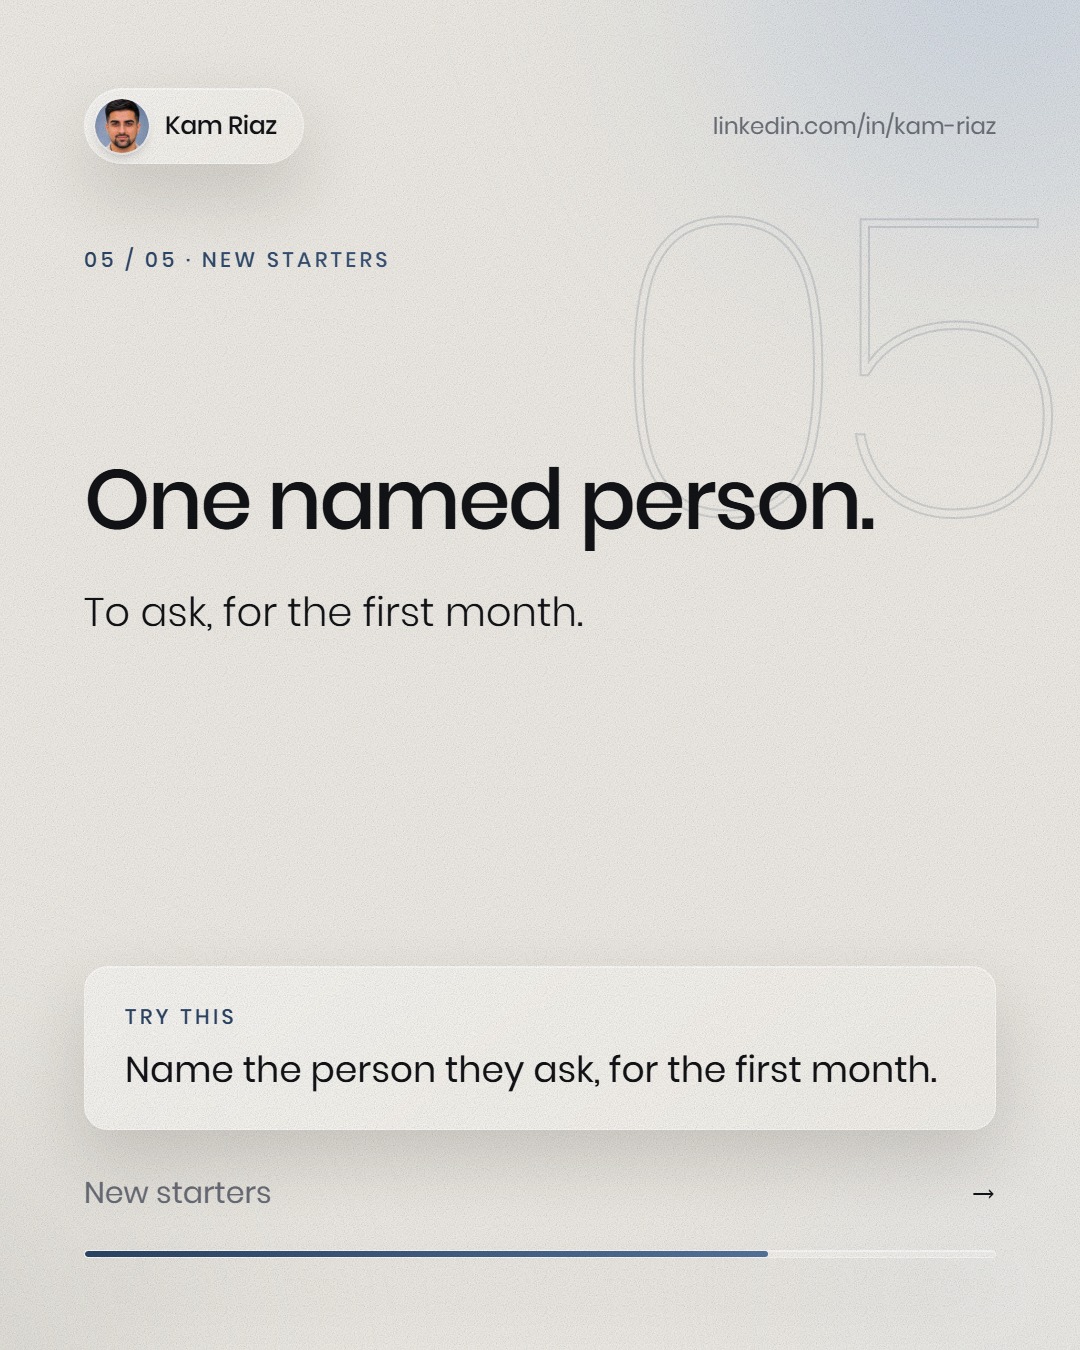 Kam Riaz
linkedin.com/in/kam-riaz
05 / 05 · NEW STARTERS
05
One named person.
To ask, for the first month.
TRY THIS
Name the person they ask, for the first month.
New starters →